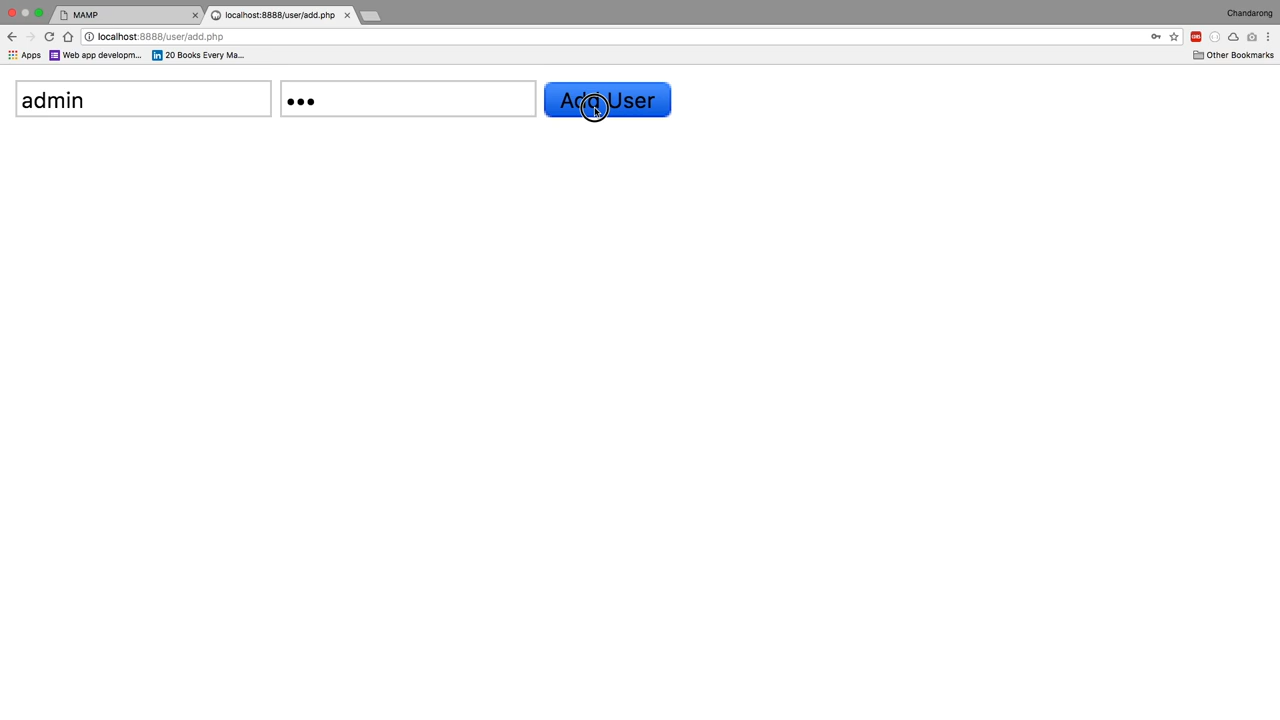 MAMP
localhost:8888/user/add.php
Chandarong
localhost:8888/user/add.php
Apps
Web app developm...
20 Books Every Ma...
Other Bookmarks
admin
•••
Add User